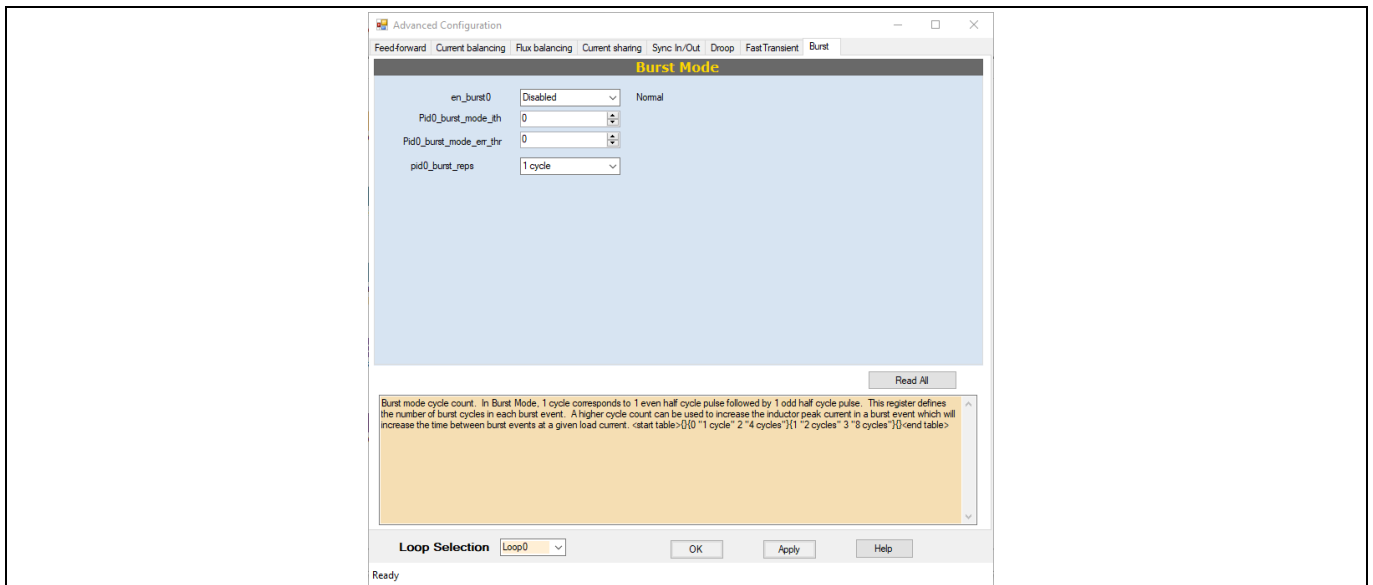 Advanced Configuration
Feed-forward Current balancing Flux balancing Current sharing Sync In/Out Droop Fast Transient Burst
Burst Mode
en_burst0 Disabled Normal
Pid0_burst_mode_ith 0
Pid0_burst_mode_err_thr 0
pid0_burst_reps 1 cycle
Read All
Burst mode cycle count. In Burst Mode, 1 cycle corresponds to 1 even half cycle pulse followed by 1 odd half cycle pulse. This register defines
the number of burst cycles in each burst event. A higher cycle count can be used to increase the inductor peak current in a burst event which will
increase the time between burst events at a given load current. <start table>{}{0 "1 cycle" 2 "4 cycles"}{1 "2 cycles" 3 "8 cycles"}{}<end table>
Loop Selection Loop0 OK Apply Help
Ready